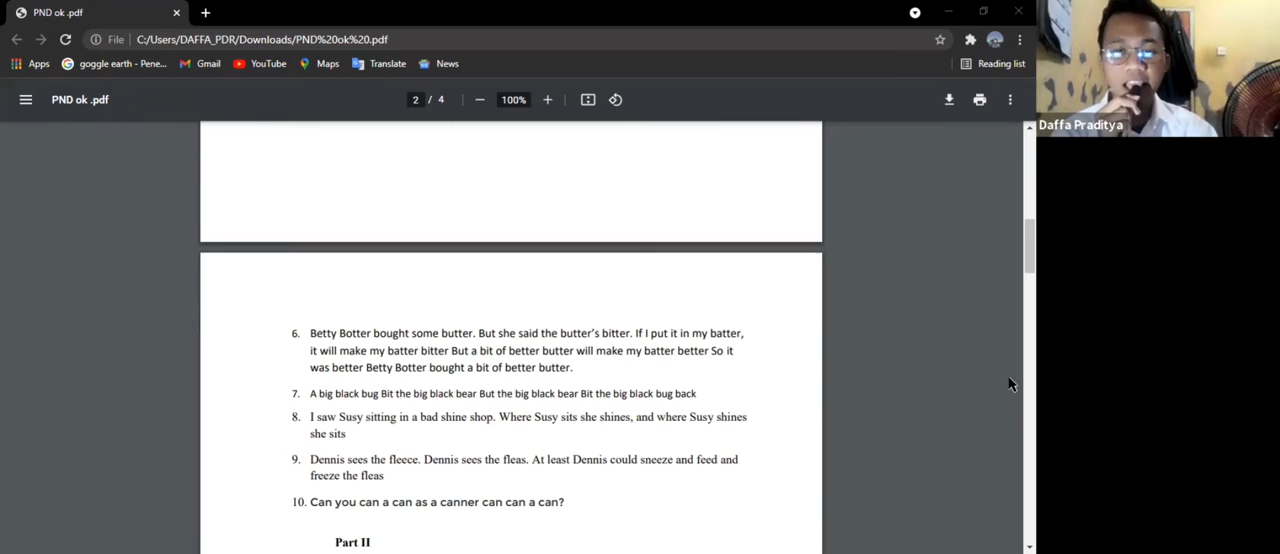 PND ok .pdf
File
C:/Users/DAFFA_PDR/Downloads/PND%20ok%20.pdf
Apps
goggle earth - Pene...
Gmail
YouTube
Maps
Translate
News
Reading list
PND ok .pdf
2 / 4
100%
Daffa Praditya
6. Betty Botter bought some butter. But she said the butter’s bitter. If I put it in my batter,
it will make my batter bitter But a bit of better butter will make my batter better So it
was better Betty Botter bought a bit of better butter.
7. A big black bug Bit the big black bear But the big black bear Bit the big black bug back
8. I saw Susy sitting in a bad shine shop. Where Susy sits she shines, and where Susy shines
she sits
9. Dennis sees the fleece. Dennis sees the fleas. At least Dennis could sneeze and feed and
freeze the fleas
10. Can you can a can as a canner can can a can?
Part II